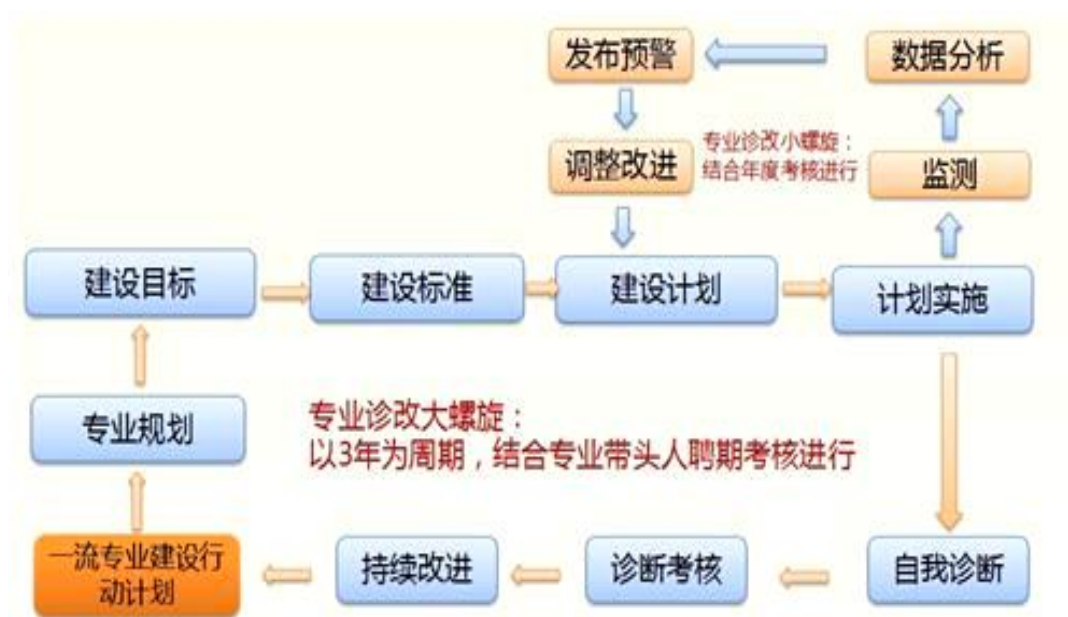 发布预警
数据分析
调整改进
专业诊改小螺旋：
结合年度考核进行
监测
建设目标
建设标准
建设计划
计划实施
专业规划
专业诊改大螺旋：
以3年为周期，结合专业带头人聘期考核进行
一流专业建设行
动计划
持续改进
诊断考核
自我诊断